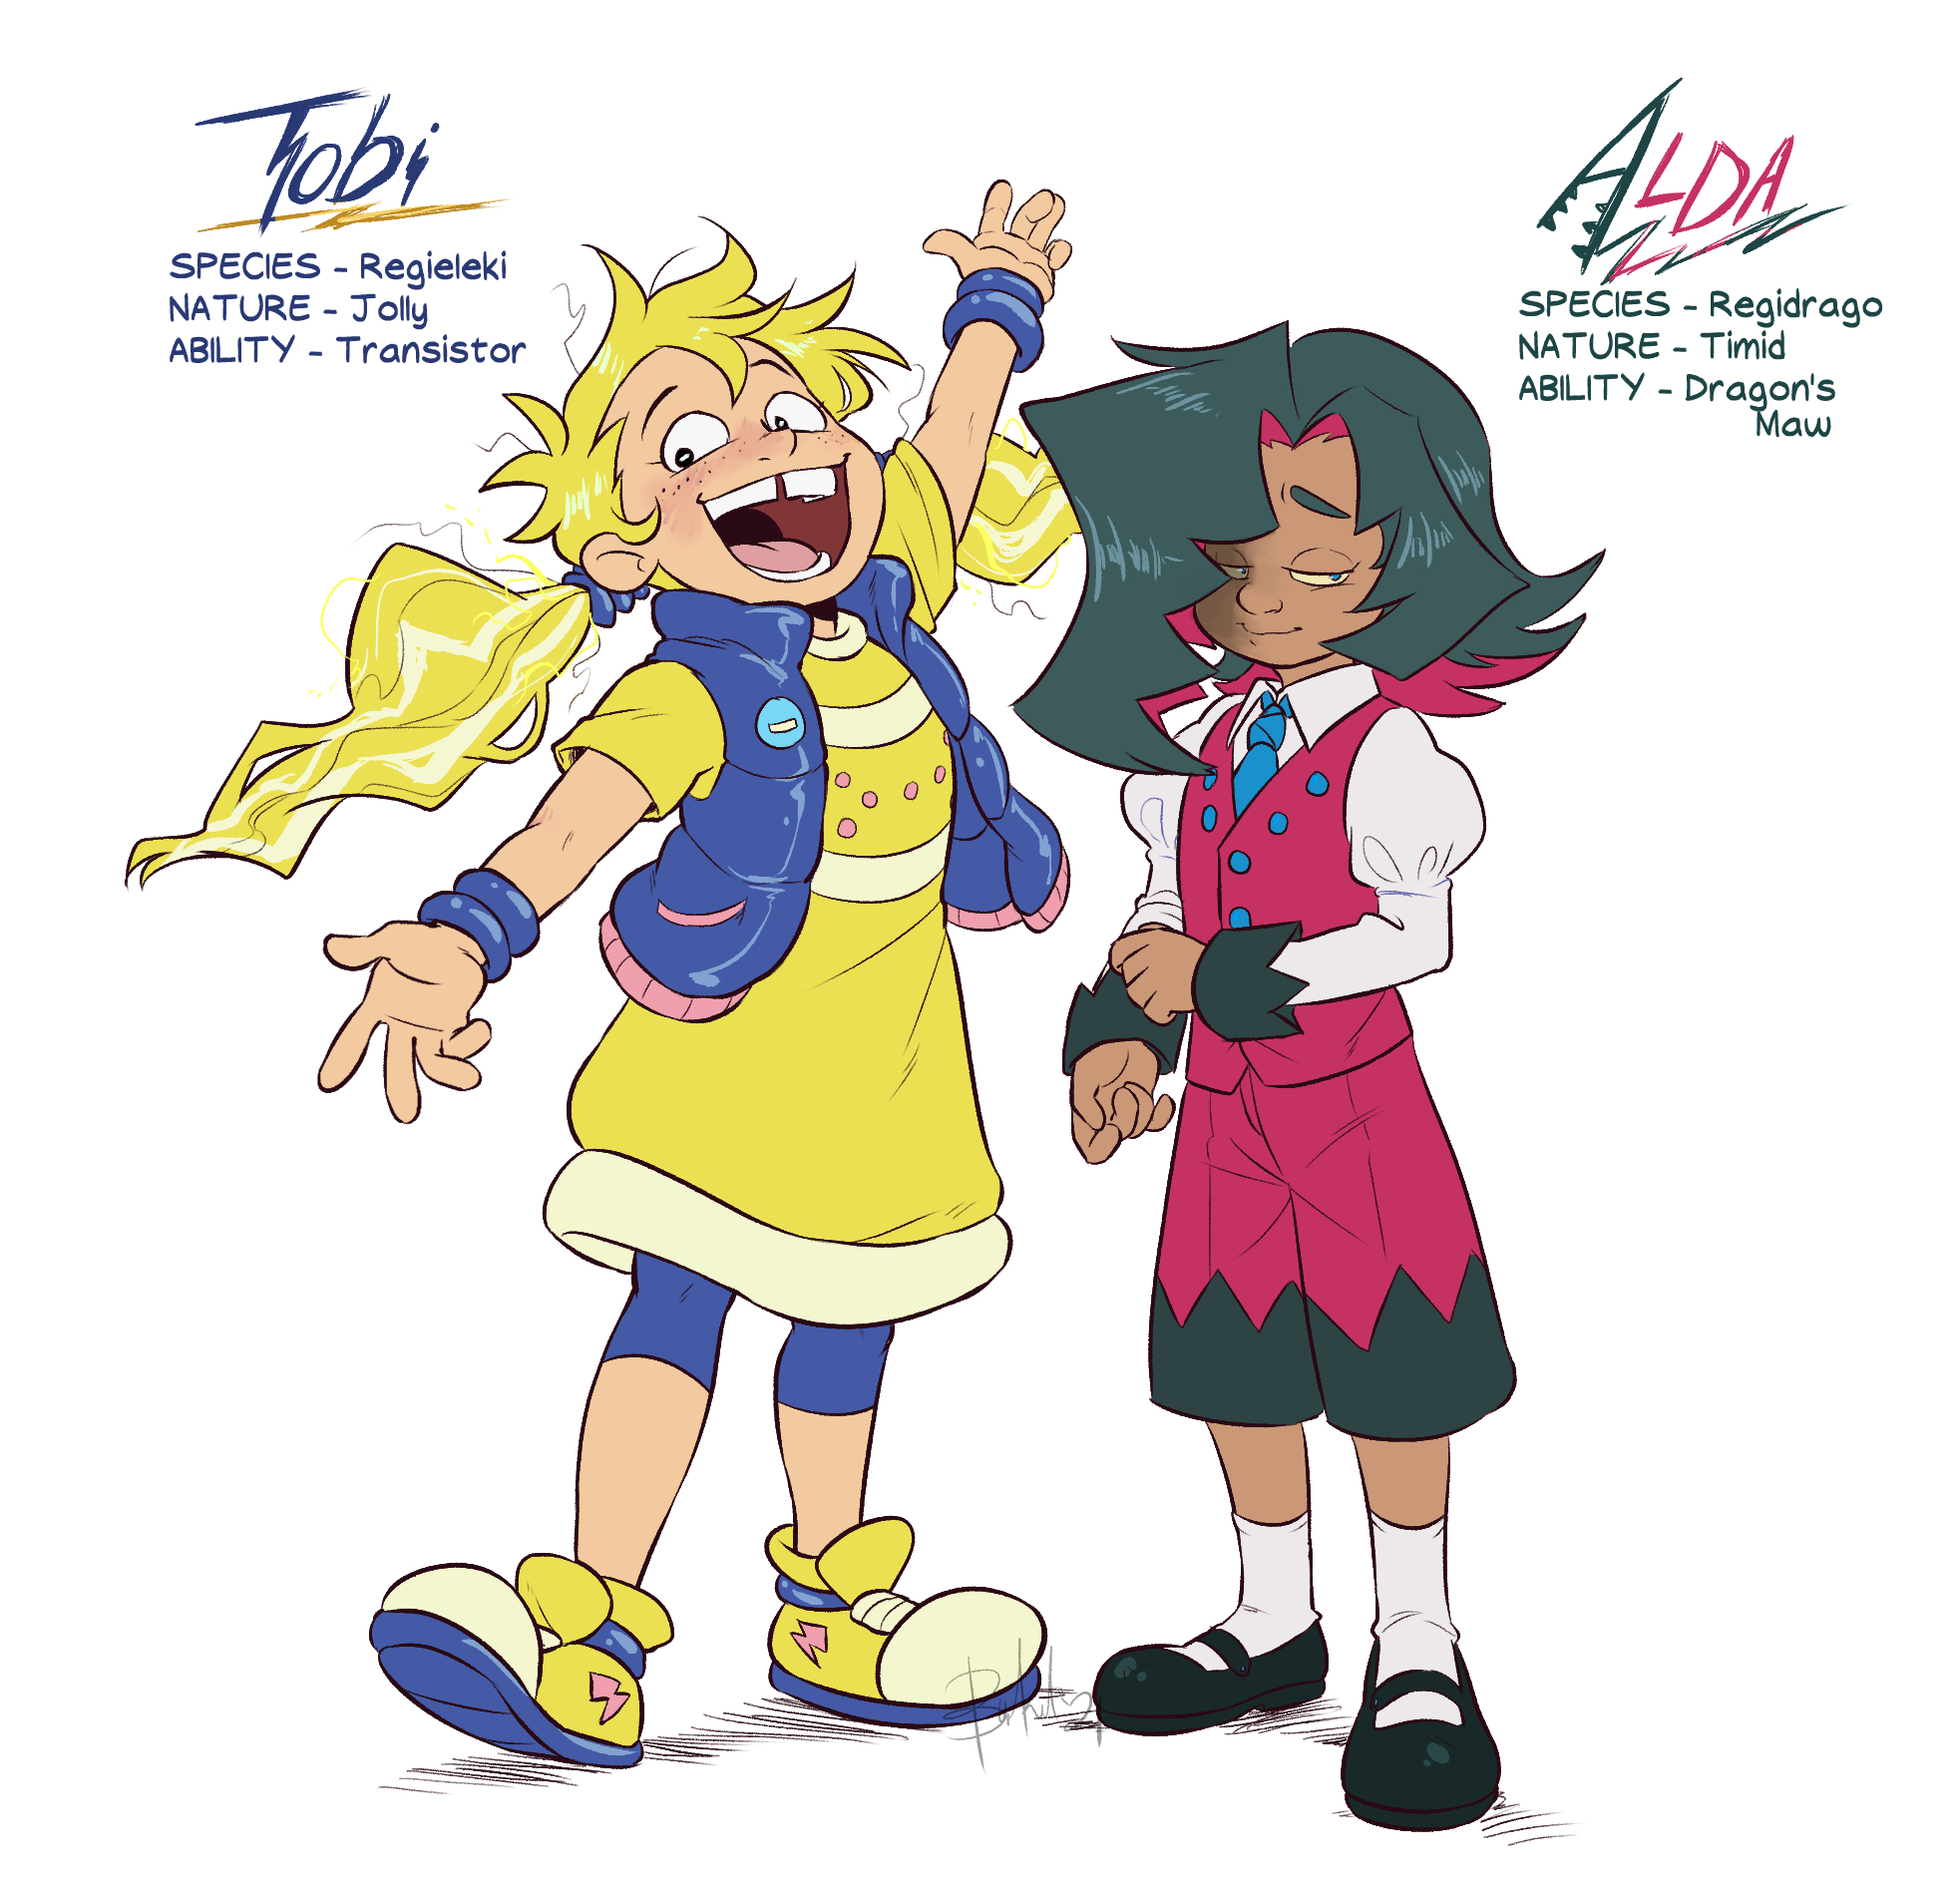 Tobi
SPECIES - Regieleki
NATURE - Jolly
ABILITY - Transistor
ALDA
SPECIES - Regidrago
NATURE - Timid
ABILITY - Dragon's
Maw